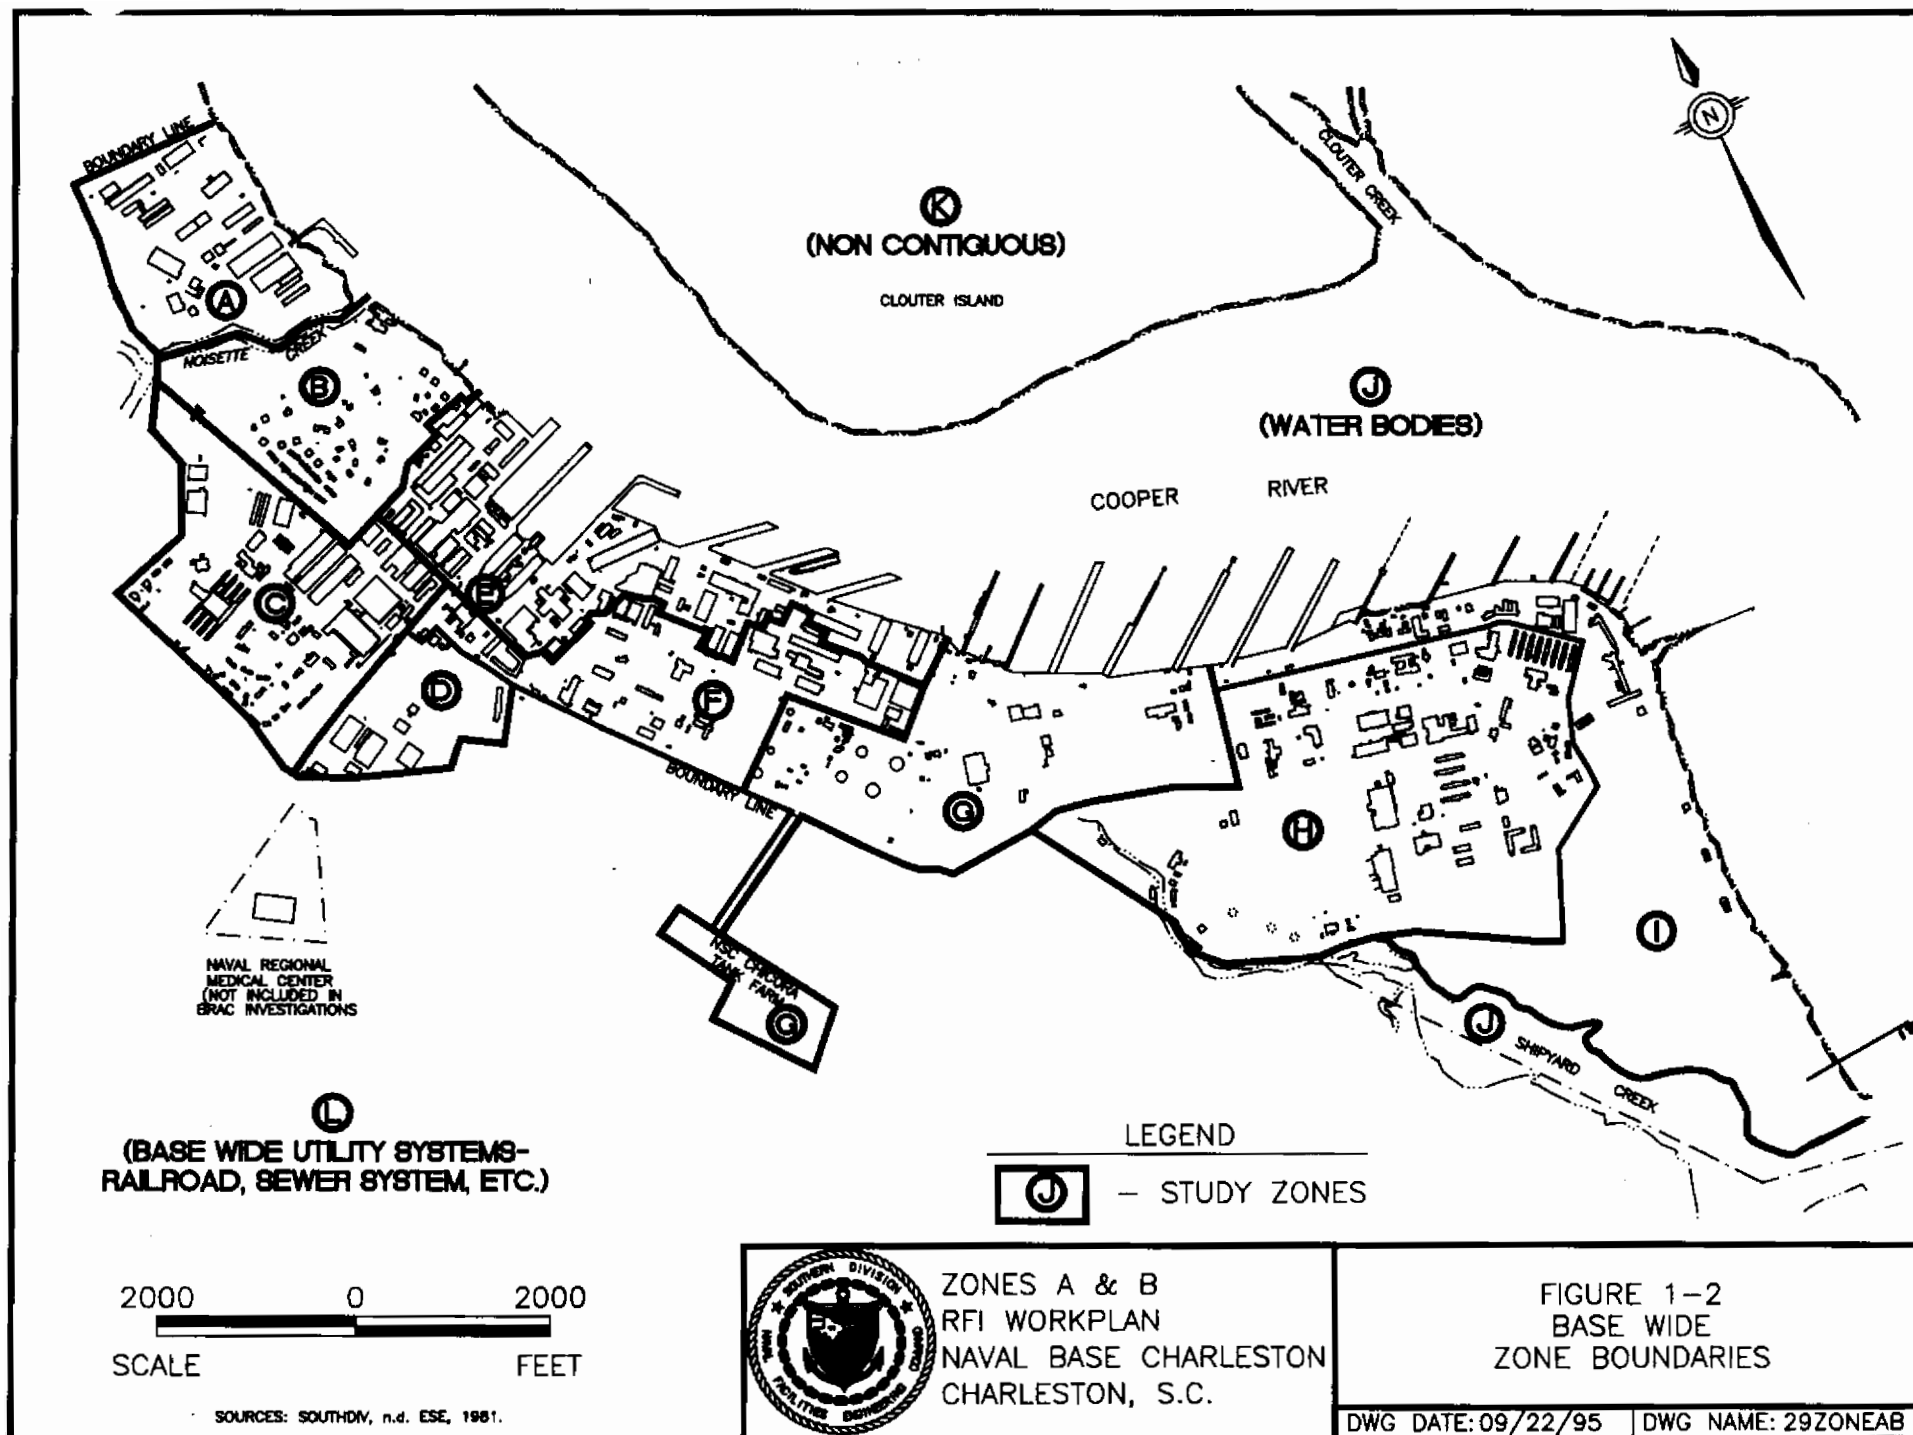 BOUNDARY LINE
A
NOISETTE CREEK
B
K
(NON CONTIQUOUS)
CLOUTER ISLAND
CLOUTER CREEK
N
J
(WATER BODIES)
COOPER RIVER
C
E
D
F
BOUNDARY LINE
G
H
I
NSC CHICORA
TANK FARM
G
J
SHIPYARD CREEK
NAVAL REGIONAL
MEDICAL CENTER
(NOT INCLUDED IN
BRAC INVESTIGATIONS
L
(BASE WIDE UTILITY SYSTEMS-
RAILROAD, SEWER SYSTEM, ETC.)
LEGEND
J – STUDY ZONES
2000 0 2000
SCALE FEET
SOURCES: SOUTHDIV, n.d. ESE, 1981.
SOUTHERN DIVISION
NAVAL FACILITIES ENGINEERING COMMAND
ZONES A & B
RFI WORKPLAN
NAVAL BASE CHARLESTON
CHARLESTON, S.C.
FIGURE 1-2
BASE WIDE
ZONE BOUNDARIES
DWG DATE: 09/22/95
DWG NAME: 29ZONEAB